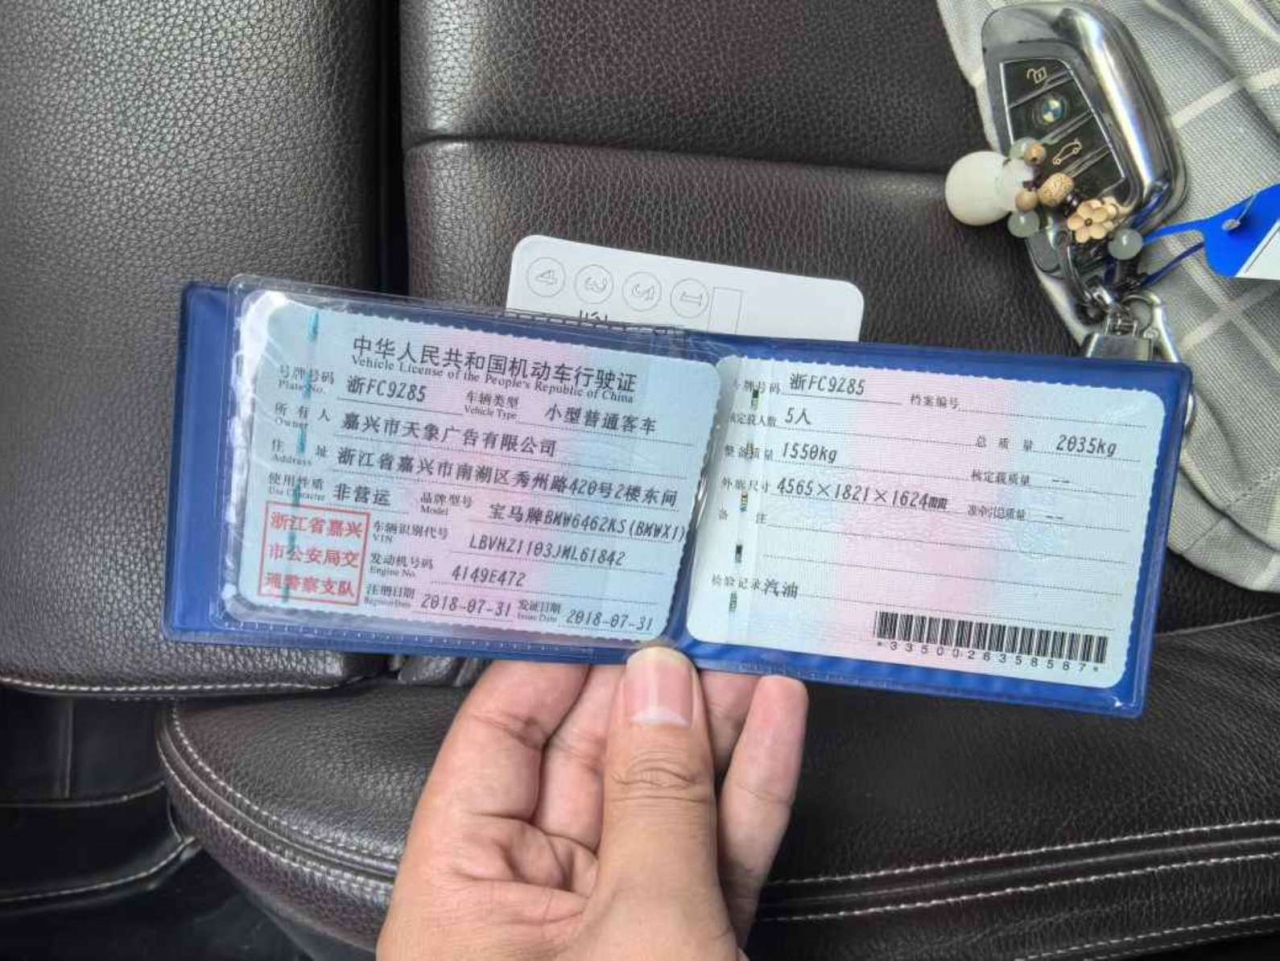 中华人民共和国机动车行驶证
Vehicle License of the People's Republic of China
号牌号码 浙FC9Z85 车辆类型 小型普通客车
Plate No. Vehicle Type
所有人 嘉兴市天象广告有限公司
Owner
住址 浙江省嘉兴市南湖区秀州路420号2楼东间
Address
使用性质 非营运 品牌型号 宝马牌BMW6462KS(BMWX1)
Use Character Model
浙江省嘉兴
市公安局交
通警察支队
车辆识别代号 LBVHZ1103JML61842
VIN
发动机号码 4149E472
Engine No.
注册日期 2018-07-31 发证日期 2018-07-31
Register Date Issue Date
号牌号码 浙FC9Z85 档案编号
核定载人数 5人 总质量 2035kg
整备质量 1550kg 核定载质量 --
外廓尺寸 4565×1821×1624mm 准牵引总质量 --
备注
检验记录 汽油
*3350026358587*
4 3 2 1